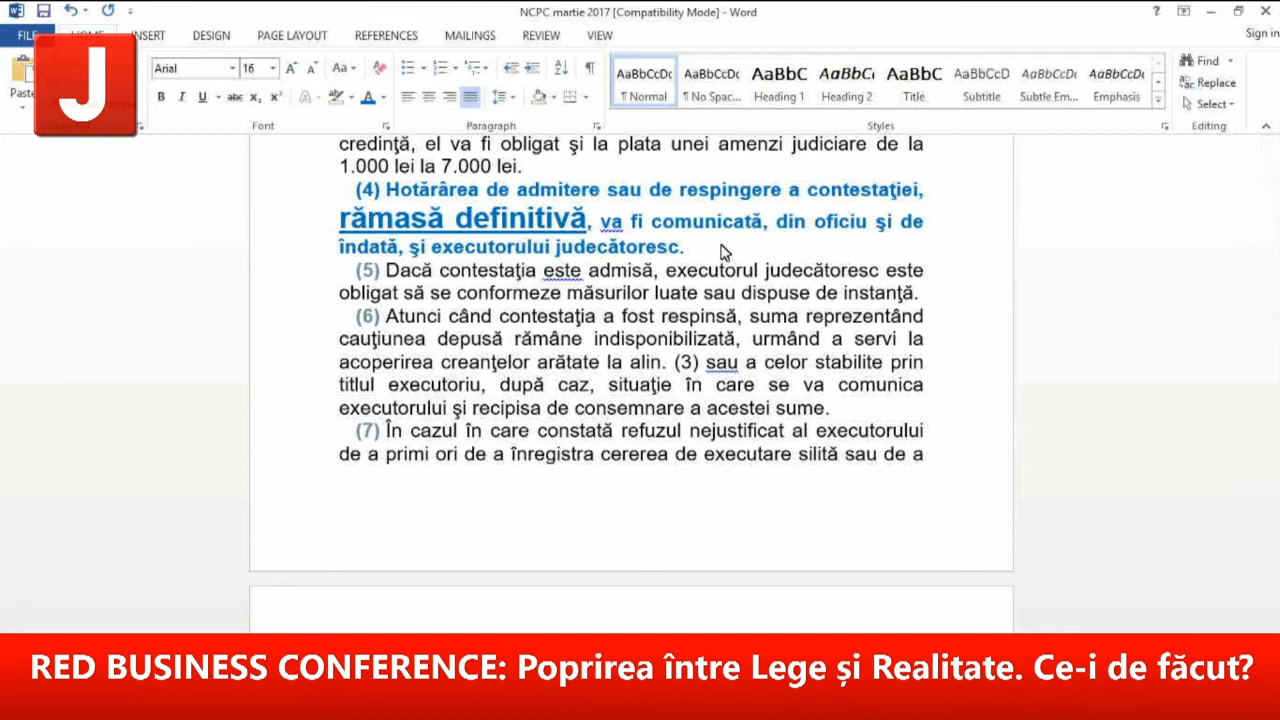 NCPC martie 2017 [Compatibility Mode] - Word
Sign in
FILE HOME INSERT DESIGN PAGE LAYOUT REFERENCES MAILINGS REVIEW VIEW
J
Paste
Arial 16
Font
Paragraph
AaBbCcDc AaBbCcDc AaBbC AaBbCc AaBbC AaBbCcD AaBbCcDc AaBbCcDc
¶ Normal ¶ No Spac... Heading 1 Heading 2 Title Subtitle Subtle Em... Emphasis
Styles
Find
Replace
Select
Editing
credinţă, el va fi obligat şi la plata unei amenzi judiciare de la
1.000 lei la 7.000 lei.
(4) Hotărârea de admitere sau de respingere a contestaţiei,
rămasă definitivă, va fi comunicată, din oficiu şi de
îndată, şi executorului judecătoresc.
(5) Dacă contestaţia este admisă, executorul judecătoresc este
obligat să se conformeze măsurilor luate sau dispuse de instanţă.
(6) Atunci când contestaţia a fost respinsă, suma reprezentând
cauţiunea depusă rămâne indisponibilizată, urmând a servi la
acoperirea creanţelor arătate la alin. (3) sau a celor stabilite prin
titlul executoriu, după caz, situaţie în care se va comunica
executorului şi recipisa de consemnare a acestei sume.
(7) În cazul în care constată refuzul nejustificat al executorului
de a primi ori de a înregistra cererea de executare silită sau de a
RED BUSINESS CONFERENCE: Poprirea între Lege și Realitate. Ce-i de făcut?